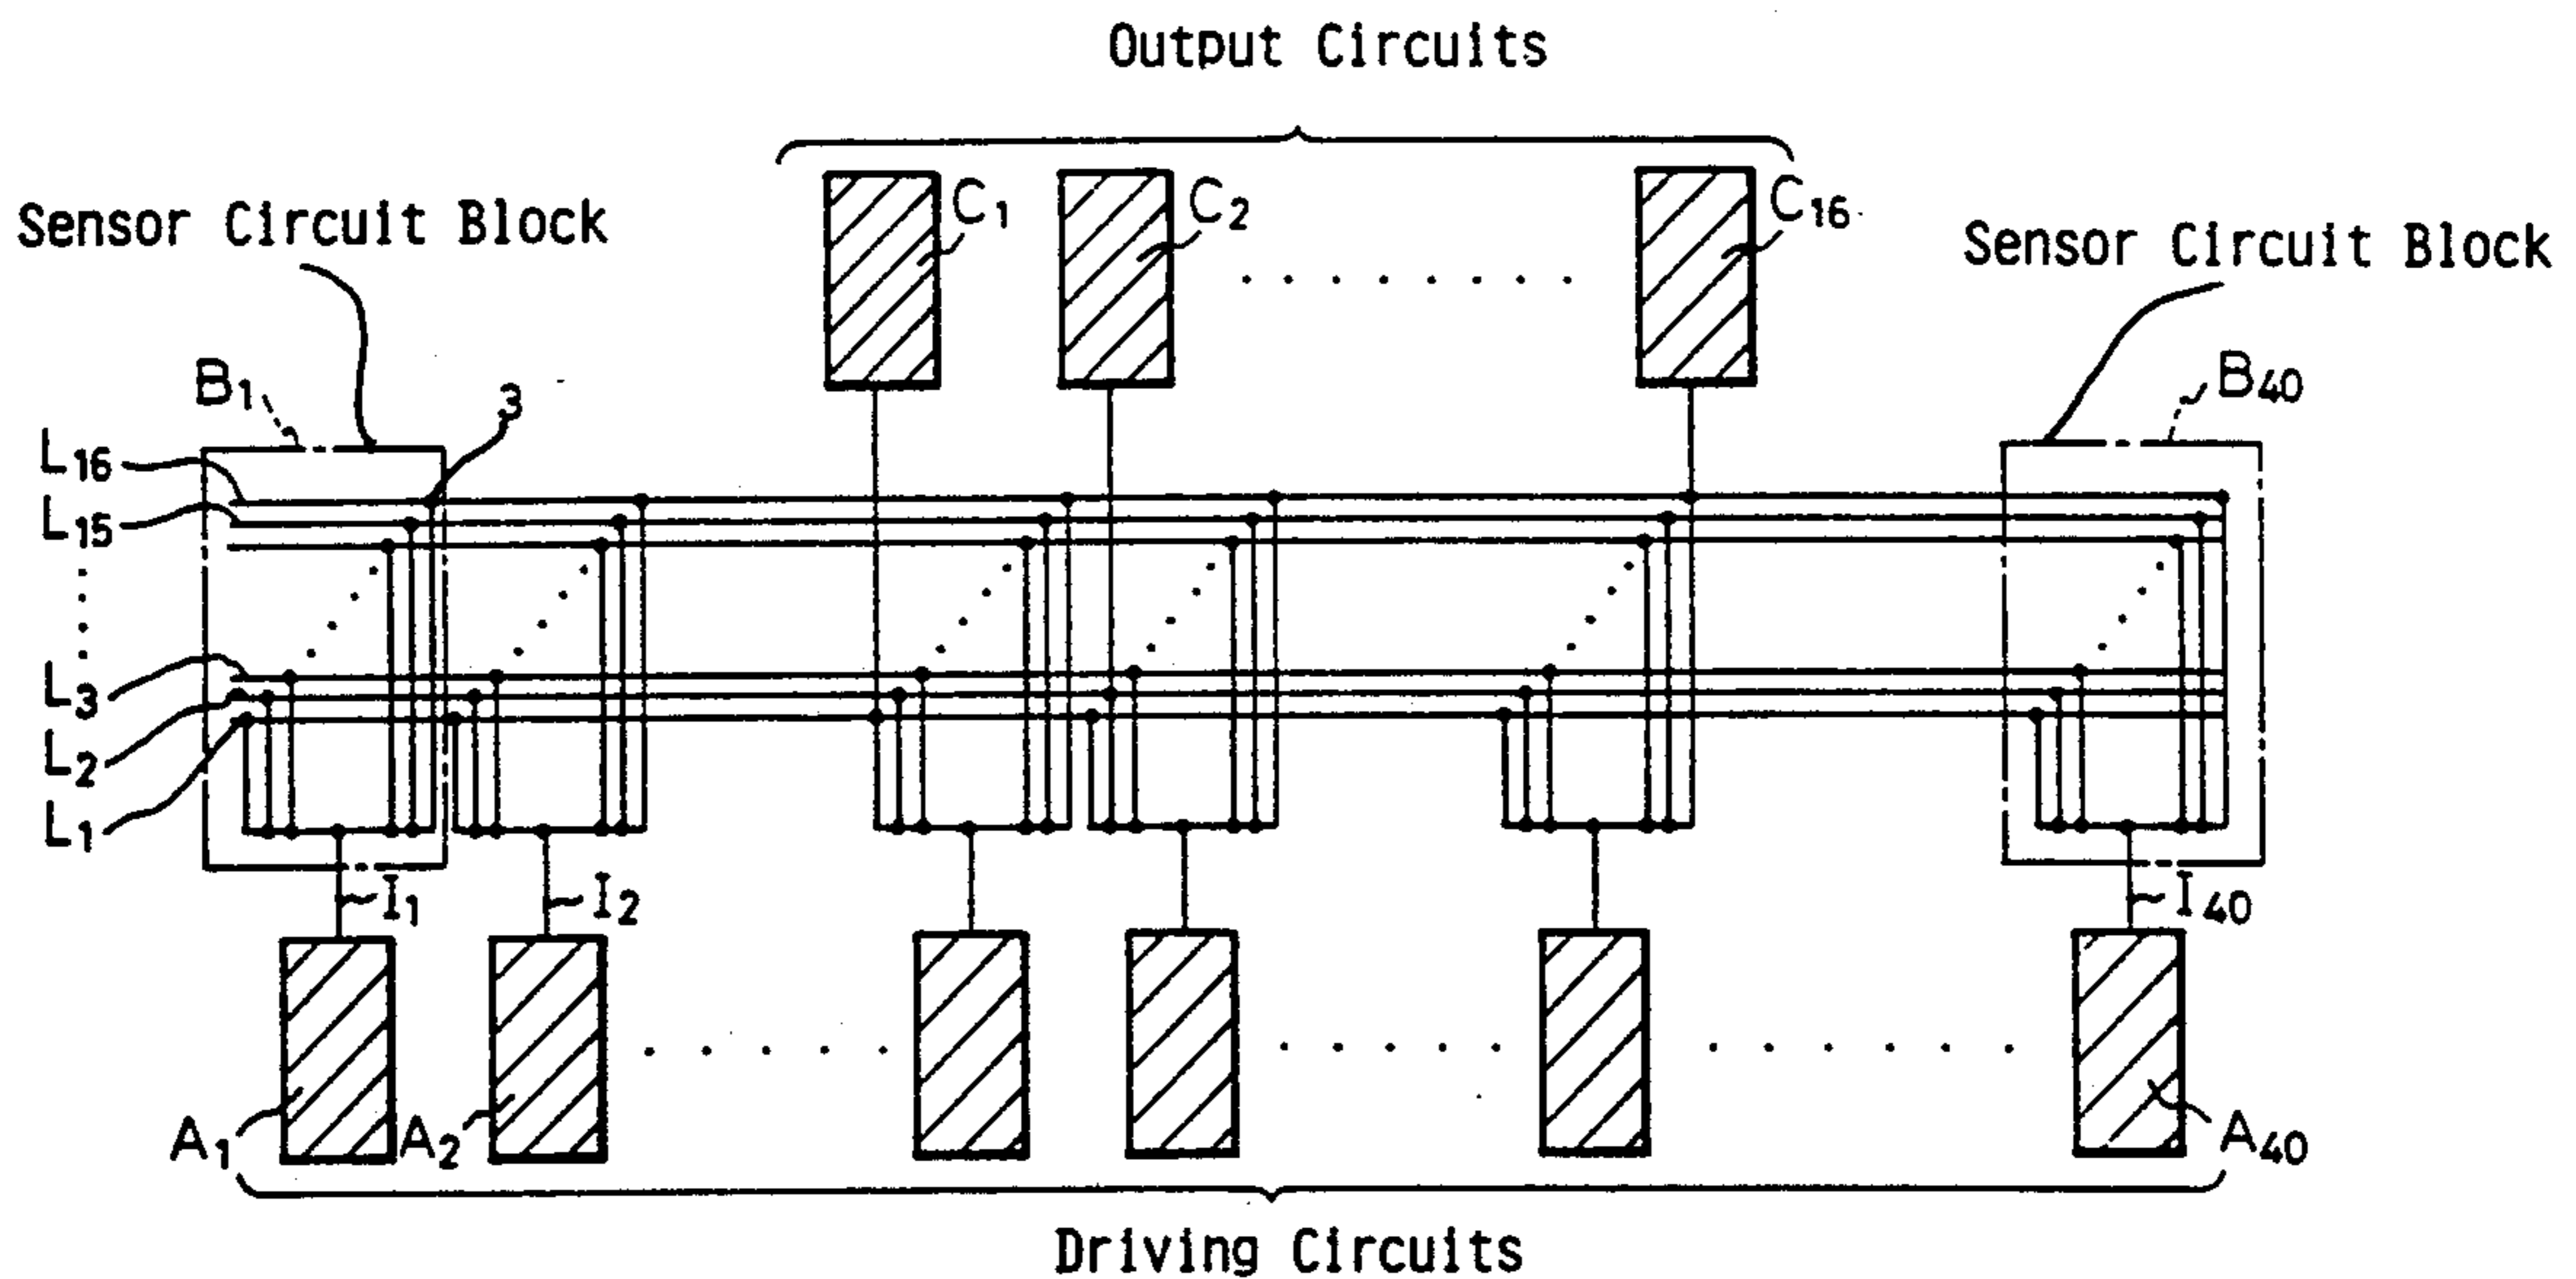 Output Circuits
C1
C2
C16
Sensor Circuit Block
Sensor Circuit Block
B1
3
B40
L16
L15
L3
L2
L1
I1
I2
I40
A1
A2
A40
Driving Circuits